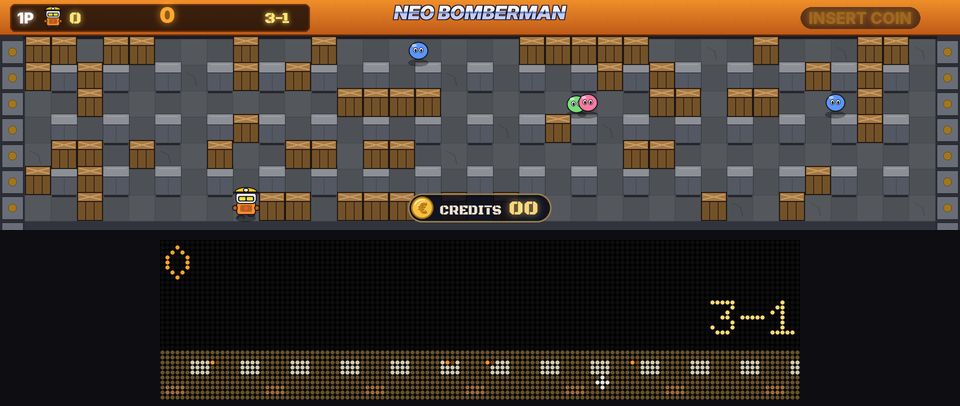 1P 0 0 3-1
NEO BOMBERMAN
INSERT COIN
€ CREDITS 00
0
3-1